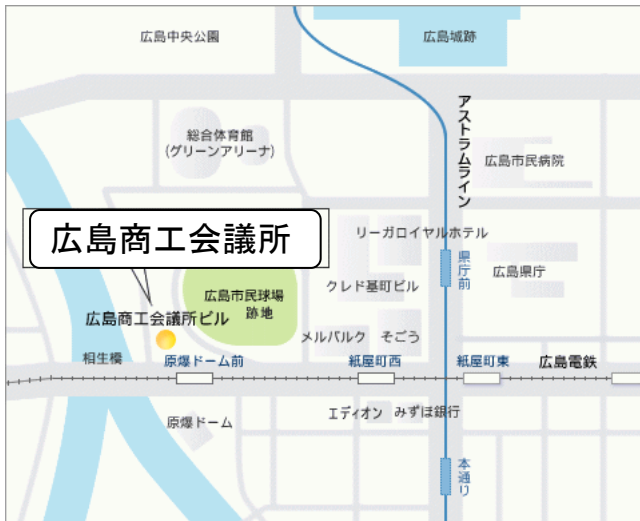 広島中央公園
広島城跡
アストラムライン
総合体育館
(グリーンアリーナ)
広島市民病院
広島商工会議所
リーガロイヤルホテル
県庁前
広島県庁
クレド基町ビル
広島市民球場
跡地
広島商工会議所ビル
メルパルク
そごう
相生橋
原爆ドーム前
紙屋町西
紙屋町東
広島電鉄
原爆ドーム
エディオン
みずほ銀行
本通り